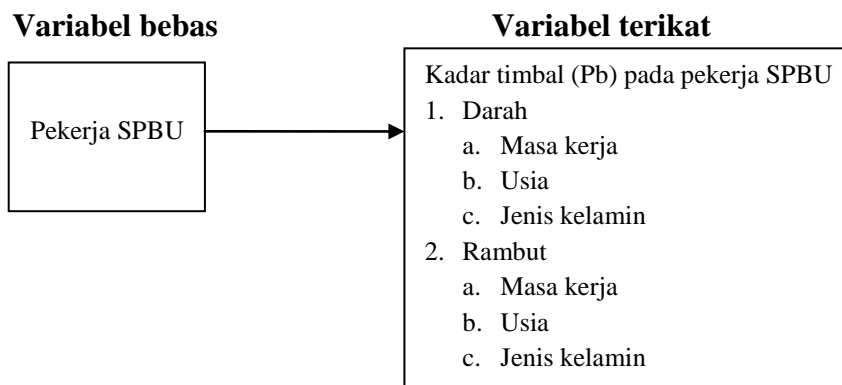 Variabel bebas
Variabel terikat
Pekerja SPBU
Kadar timbal (Pb) pada pekerja SPBU
1. Darah
a. Masa kerja
b. Usia
c. Jenis kelamin
2. Rambut
a. Masa kerja
b. Usia
c. Jenis kelamin